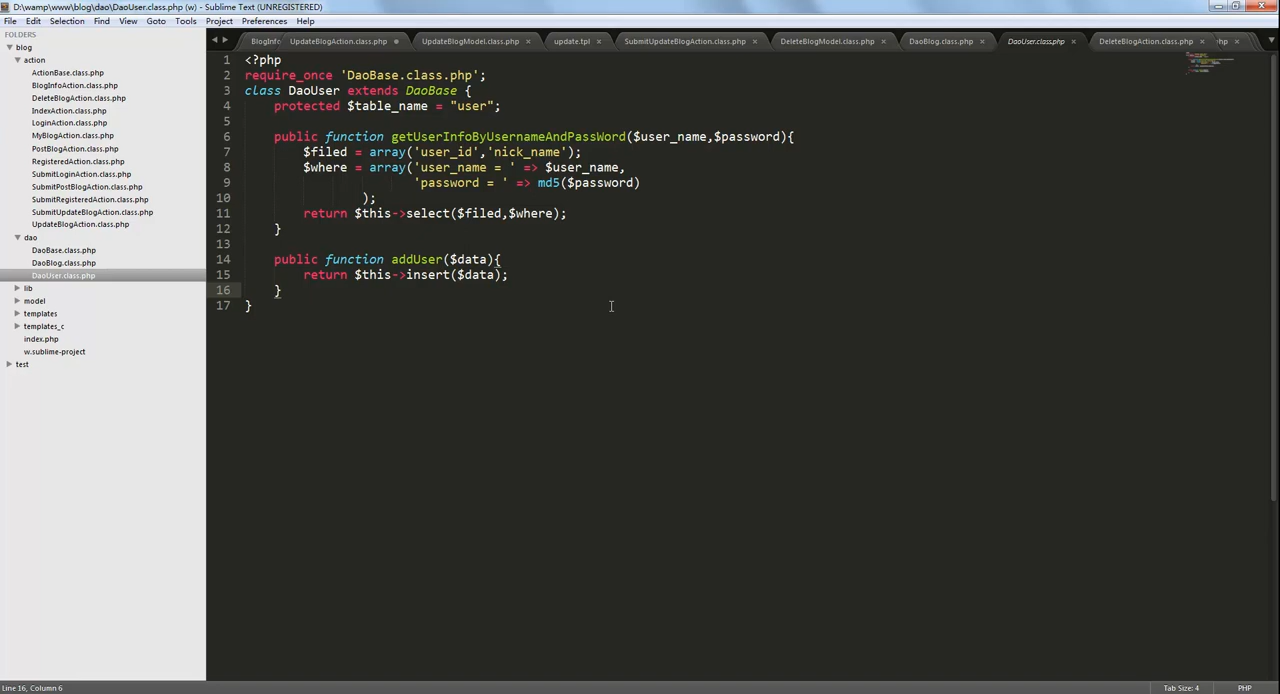 D:\wamp\www\blog\dao\DaoUser.class.php (w) - Sublime Text (UNREGISTERED)
File Edit Selection Find View Goto Tools Project Preferences Help
FOLDERS
blog
action
ActionBase.class.php
BlogInfoAction.class.php
DeleteBlogAction.class.php
IndexAction.class.php
LoginAction.class.php
MyBlogAction.class.php
PostBlogAction.class.php
RegisteredAction.class.php
SubmitLoginAction.class.php
SubmitPostBlogAction.class.php
SubmitRegisteredAction.class.php
SubmitUpdateBlogAction.class.php
UpdateBlogAction.class.php
dao
DaoBase.class.php
DaoBlog.class.php
DaoUser.class.php
lib
model
templates
templates_c
index.php
w.sublime-project
test
BlogInfo UpdateBlogAction.class.php UpdateBlogModel.class.php update.tpl SubmitUpdateBlogAction.class.php DeleteBlogModel.class.php DaoBlog.class.php DaoUser.class.php DeleteBlogAction.class.php php
1 <?php
2 require_once 'DaoBase.class.php';
3 class DaoUser extends DaoBase {
4 protected $table_name = "user";
5
6 public function getUserInfoByUsernameAndPassWord($user_name,$password){
7 $filed = array('user_id','nick_name');
8 $where = array('user_name = ' => $user_name,
9 'password = ' => md5($password)
10 );
11 return $this->select($filed,$where);
12 }
13
14 public function addUser($data){
15 return $this->insert($data);
16 }
17 }
Line 16, Column 6 Tab Size: 4 PHP